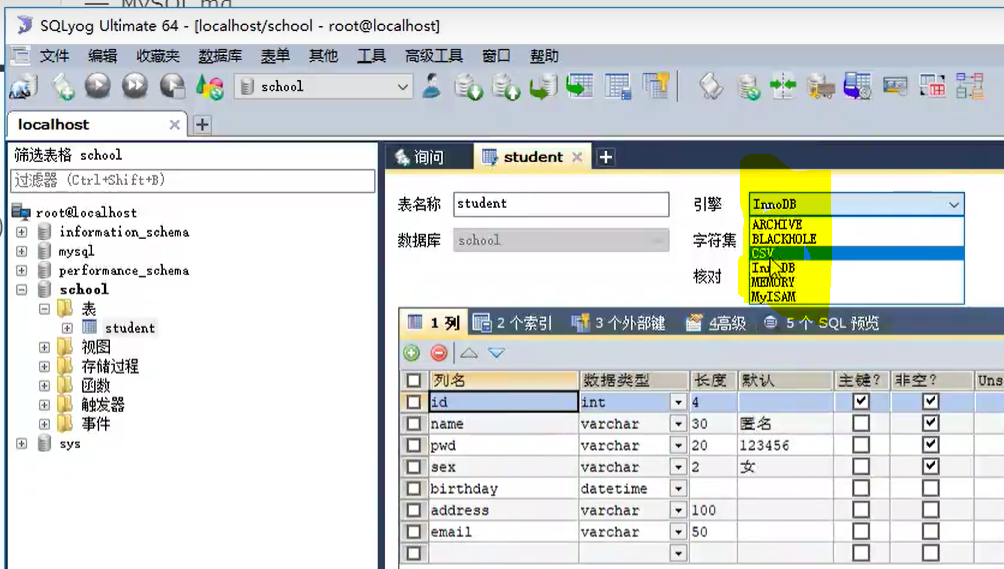 MySQL.md
SQLyog Ultimate 64 - [localhost/school - root@localhost]
文件 编辑 收藏夹 数据库 表单 其他 工具 高级工具 窗口 帮助
school
localhost
筛选表格 school
过滤器 (Ctrl+Shift+B)
root@localhost
information_schema
mysql
performance_schema
school
表
student
视图
存储过程
函数
触发器
事件
sys
询问 student
表名称 student
数据库 school
引擎 InnoDB
字符集
核对
ARCHIVE
BLACKHOLE
CSV
InnoDB
MEMORY
MyISAM
1 列 2 个索引 3 个外部键 4高级 5 个 SQL 预览
列名 数据类型 长度 默认 主键? 非空? Uns
id int 4
name varchar 30 匿名
pwd varchar 20 123456
sex varchar 2 女
birthday datetime
address varchar 100
email varchar 50